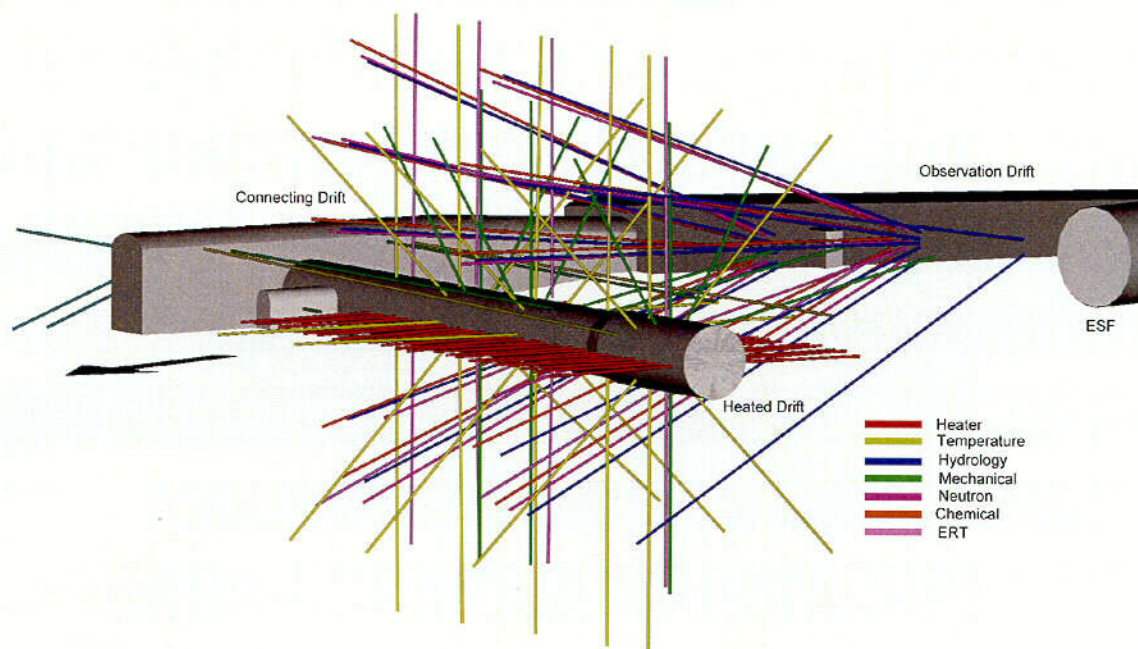 Observation Drift
Connecting Drift
ESF
Heated Drift
Heater
Temperature
Hydrology
Mechanical
Neutron
Chemical
ERT